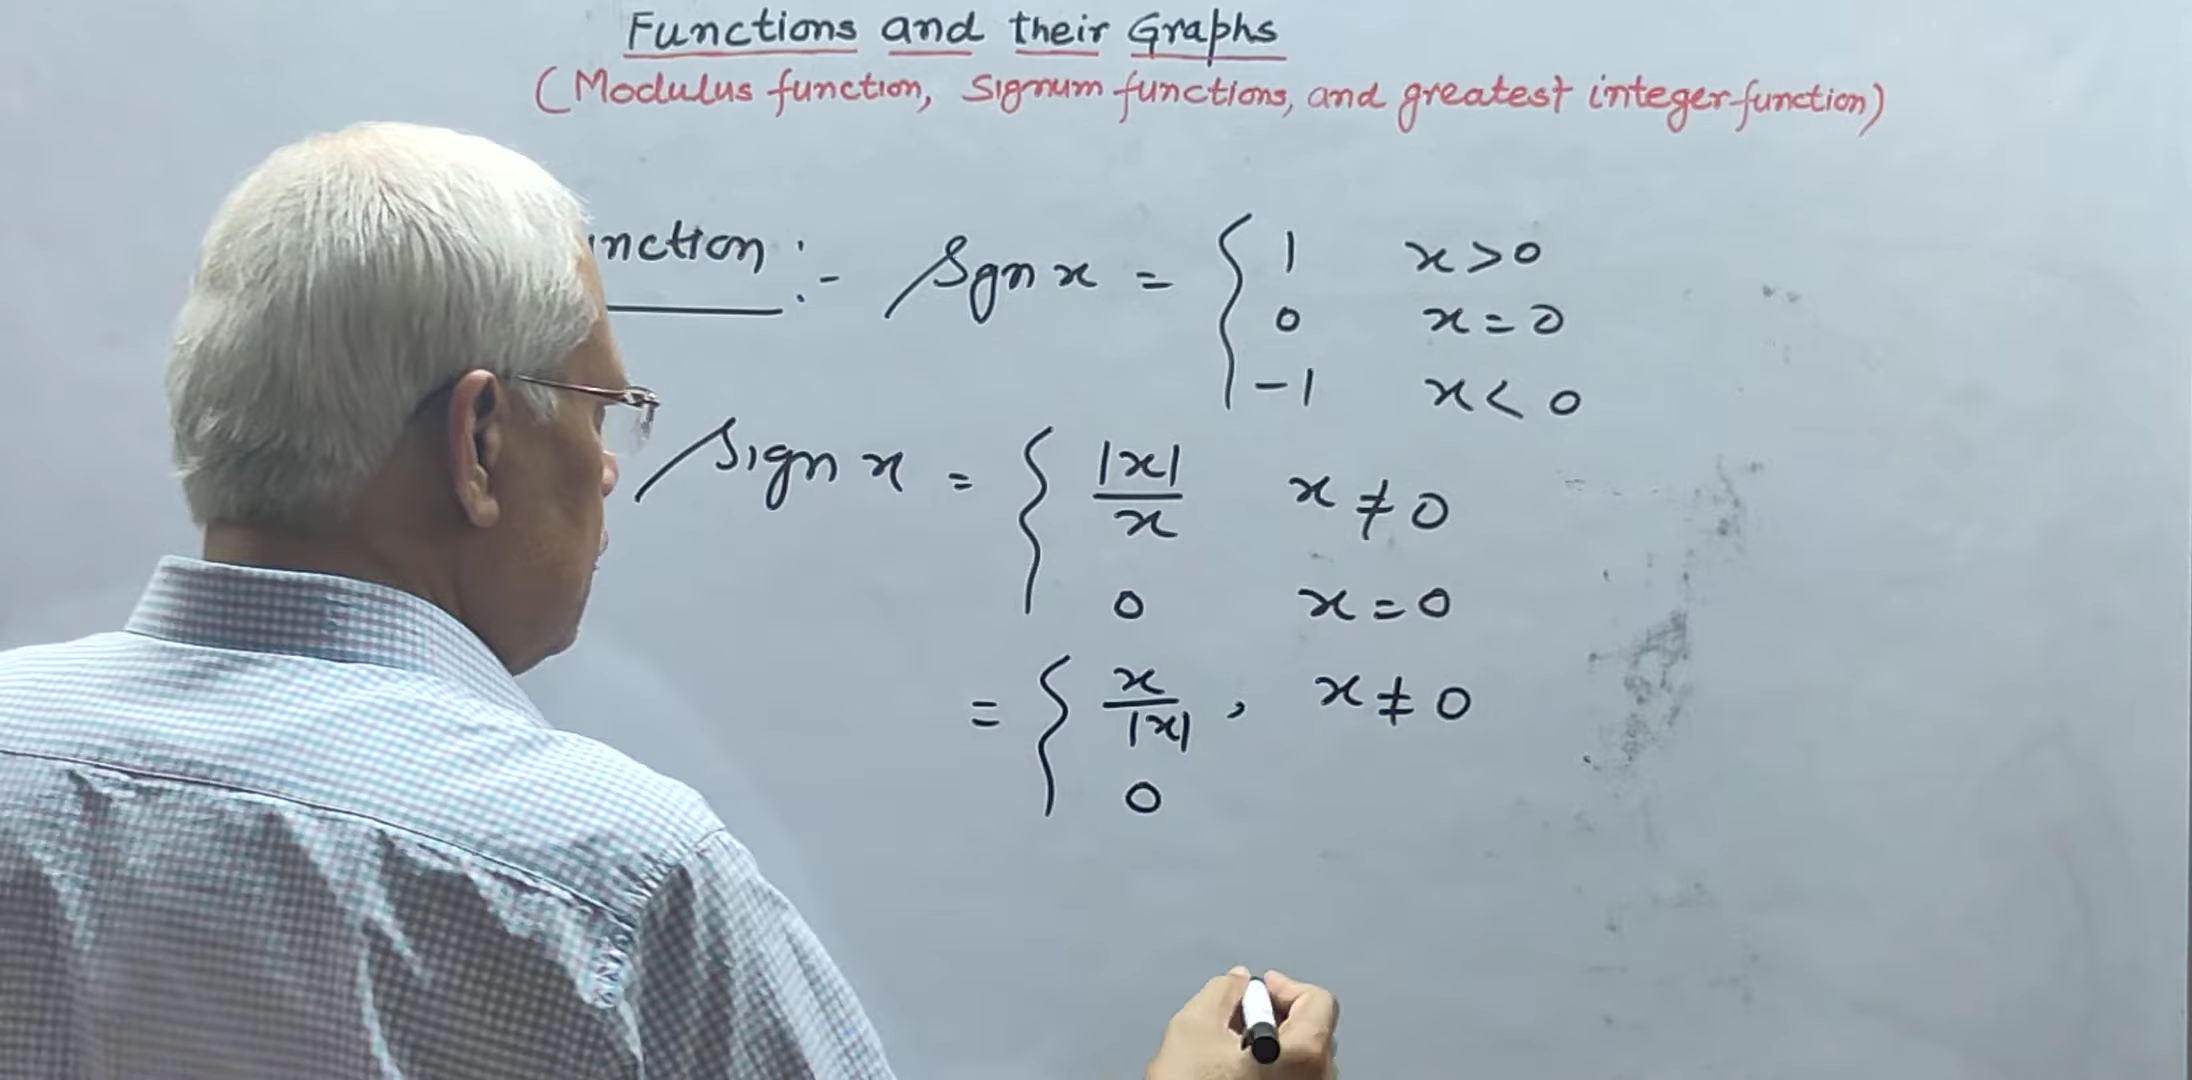 Functions and their Graphs
(Modulus function, Signum functions, and greatest integer function)
nction :- Sgn x = { 1 x > 0
0 x = 0
-1 x < 0
Sign x = { |x|/x x ≠ 0
0 x = 0
= { x/|x| , x ≠ 0
0